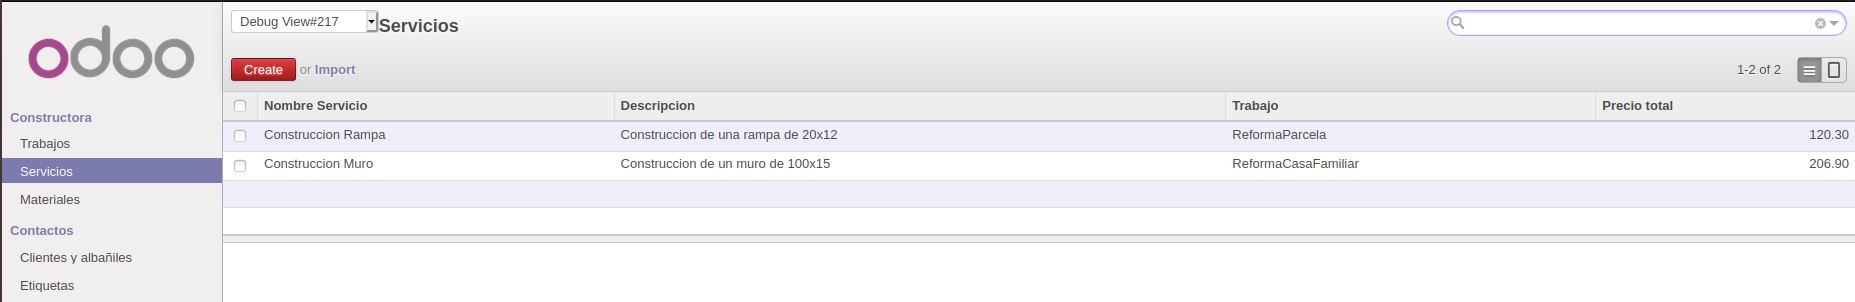 odoo
Constructora
Trabajos
Servicios
Materiales
Contactos
Clientes y albañiles
Etiquetas
Debug View#217 Servicios
Create or Import 1-2 of 2
Nombre Servicio Descripcion Trabajo Precio total
Construccion Rampa Construccion de una rampa de 20x12 ReformaParcela 120.30
Construccion Muro Construccion de un muro de 100x15 ReformaCasaFamiliar 206.90